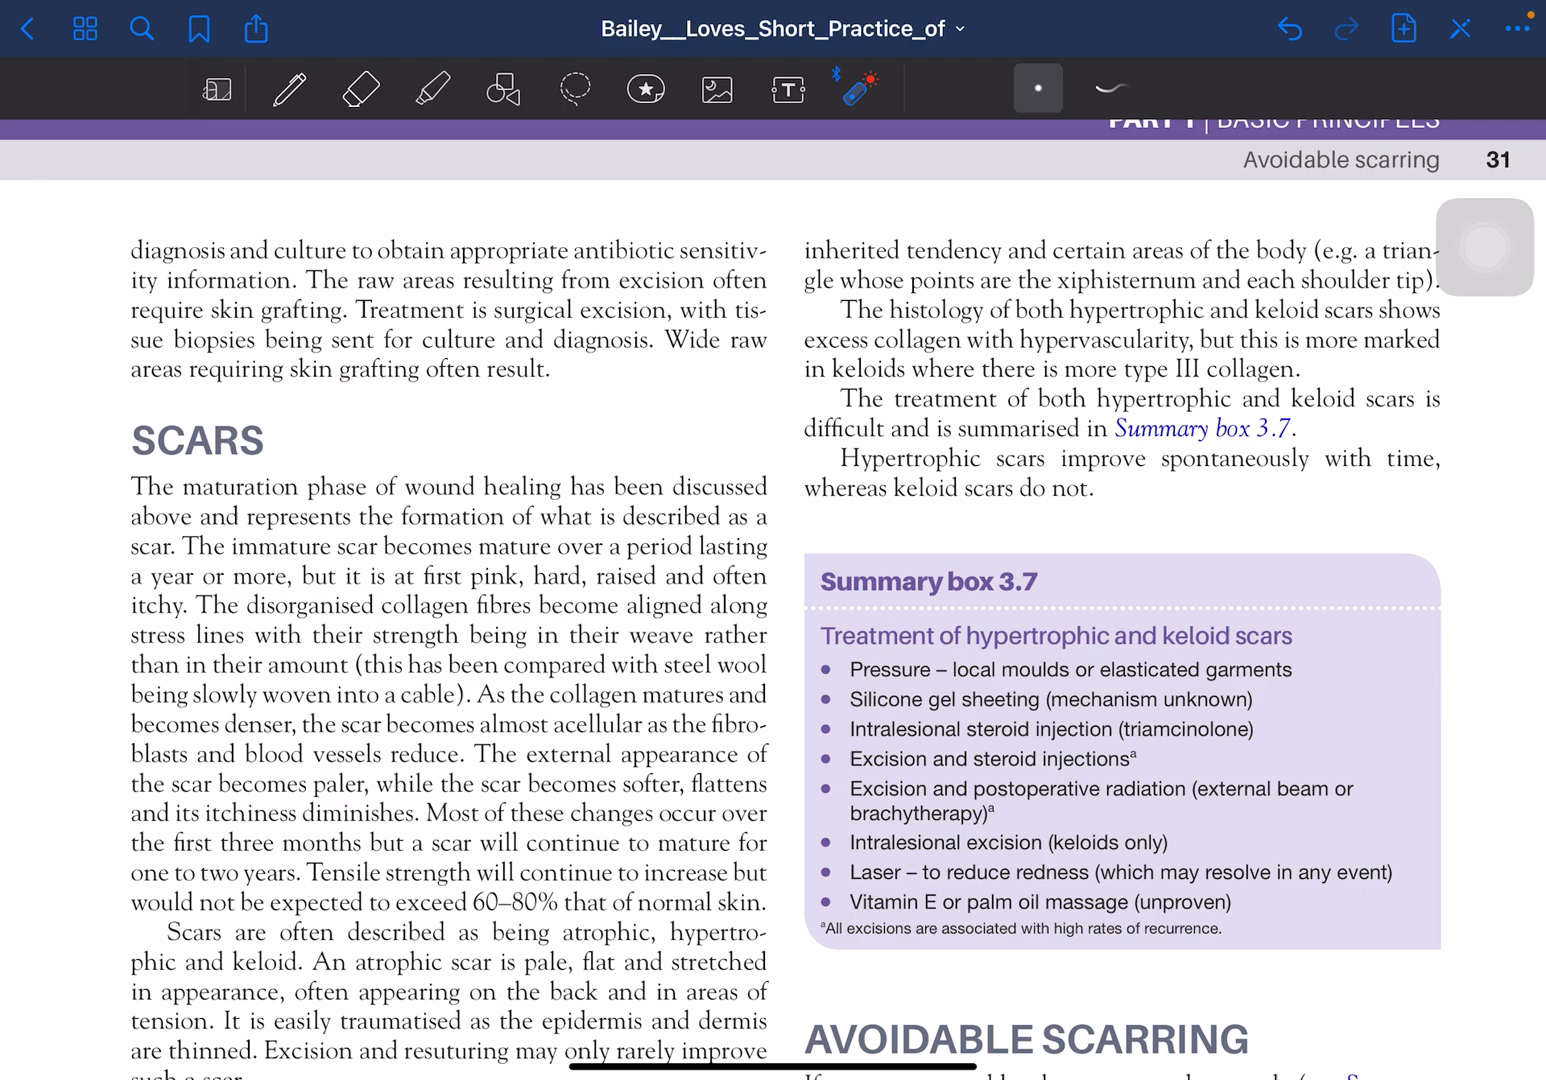 Bailey__Loves_Short_Practice_of
T
PART 1 | BASIC PRINCIPLES
Avoidable scarring 31
diagnosis and culture to obtain appropriate antibiotic sensitiv-
ity information. The raw areas resulting from excision often
require skin grafting. Treatment is surgical excision, with tis-
sue biopsies being sent for culture and diagnosis. Wide raw
areas requiring skin grafting often result.
SCARS
The maturation phase of wound healing has been discussed
above and represents the formation of what is described as a
scar. The immature scar becomes mature over a period lasting
a year or more, but it is at first pink, hard, raised and often
itchy. The disorganised collagen fibres become aligned along
stress lines with their strength being in their weave rather
than in their amount (this has been compared with steel wool
being slowly woven into a cable). As the collagen matures and
becomes denser, the scar becomes almost acellular as the fibro-
blasts and blood vessels reduce. The external appearance of
the scar becomes paler, while the scar becomes softer, flattens
and its itchiness diminishes. Most of these changes occur over
the first three months but a scar will continue to mature for
one to two years. Tensile strength will continue to increase but
would not be expected to exceed 60–80% that of normal skin.
Scars are often described as being atrophic, hypertro-
phic and keloid. An atrophic scar is pale, flat and stretched
in appearance, often appearing on the back and in areas of
tension. It is easily traumatised as the epidermis and dermis
are thinned. Excision and resuturing may only rarely improve
such a scar.
inherited tendency and certain areas of the body (e.g. a trian-
gle whose points are the xiphisternum and each shoulder tip).
The histology of both hypertrophic and keloid scars shows
excess collagen with hypervascularity, but this is more marked
in keloids where there is more type III collagen.
The treatment of both hypertrophic and keloid scars is
difficult and is summarised in Summary box 3.7.
Hypertrophic scars improve spontaneously with time,
whereas keloid scars do not.
Summary box 3.7
Treatment of hypertrophic and keloid scars
● Pressure – local moulds or elasticated garments
● Silicone gel sheeting (mechanism unknown)
● Intralesional steroid injection (triamcinolone)
● Excision and steroid injectionsᵃ
● Excision and postoperative radiation (external beam or
brachytherapy)ᵃ
● Intralesional excision (keloids only)
● Laser – to reduce redness (which may resolve in any event)
● Vitamin E or palm oil massage (unproven)
ᵃAll excisions are associated with high rates of recurrence.
AVOIDABLE SCARRING